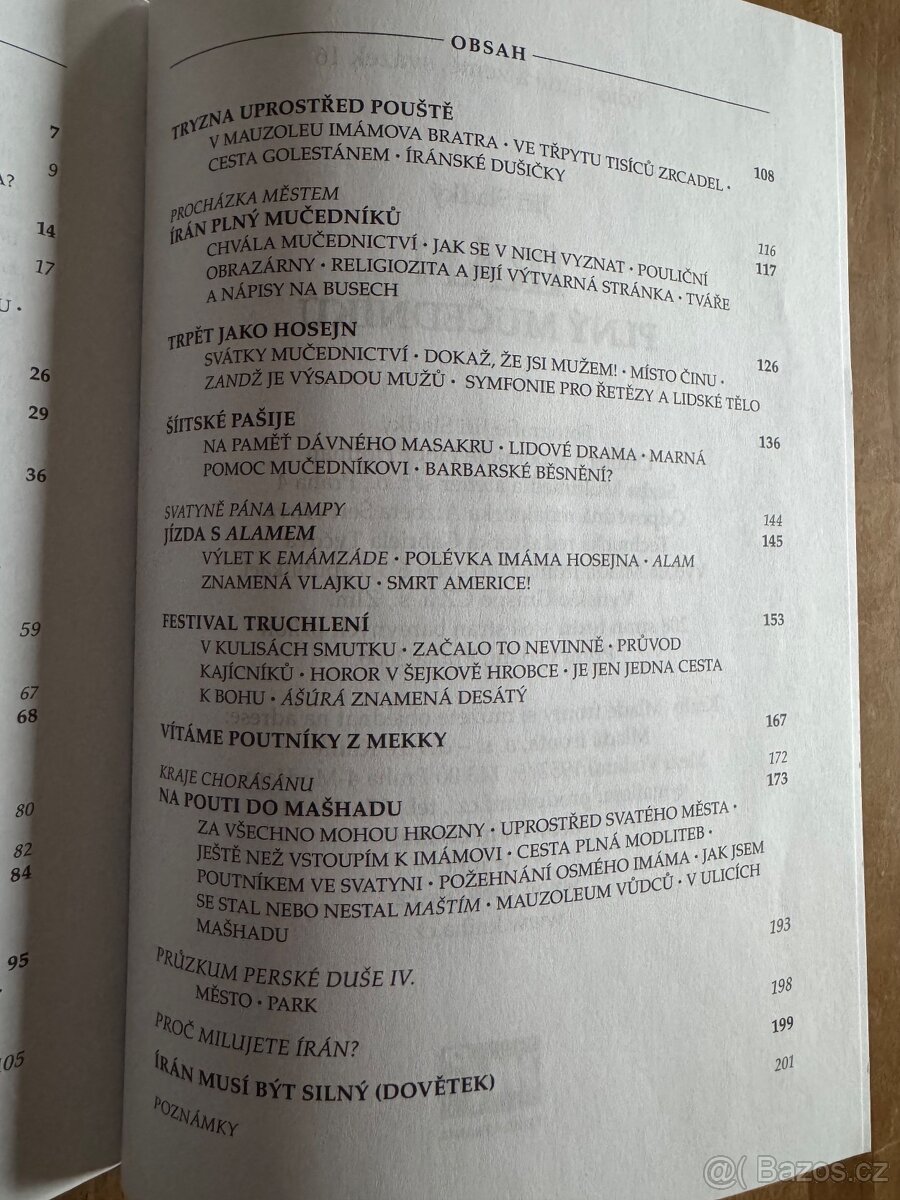 7
9
A?
14
17
U •
26
29
36
59
67
68
80
82
84
95
105
OBSAH
TRYZNA UPROSTŘED POUŠTĚ
V MAUZOLEU IMÁMOVA BRATRA • VE TŘPYTU TISÍCŮ ZRCADEL •
CESTA GOLESTÁNEM • ÍRÁNSKÉ DUŠIČKY 108
PROCHÁZKA MĚSTEM 116
ÍRÁN PLNÝ MUČEDNÍKŮ 117
CHVÁLA MUČEDNICTVÍ • JAK SE V NICH VYZNAT • POULIČNÍ
OBRAZÁRNY • RELIGIOZITA A JEJÍ VÝTVARNÁ STRÁNKA • TVÁŘE
A NÁPISY NA BUSECH
TRPĚT JAKO HOSEJN 126
SVÁTKY MUČEDNICTVÍ • DOKAŽ, ŽE JSI MUŽEM! • MÍSTO ČINU •
ZANDŽ JE VÝSADOU MUŽŮ • SYMFONIE PRO ŘETĚZY A LIDSKÉ TĚLO
ŠÍITSKÉ PAŠIJE 136
NA PAMĚŤ DÁVNÉHO MASAKRU • LIDOVÉ DRAMA • MARNÁ
POMOC MUČEDNÍKOVI • BARBARSKÉ BĚSNĚNÍ?
SVATYNĚ PÁNA LAMPY 144
JÍZDA S ALAMEM 145
VÝLET K EMÁMZÁDE • POLÉVKA IMÁMA HOSEJNA • ALAM
ZNAMENÁ VLAJKU • SMRT AMERICE!
FESTIVAL TRUCHLENÍ 153
V KULISÁCH SMUTKU • ZAČALO TO NEVINNĚ • PRŮVOD
KAJÍCNÍKŮ • HOROR V ŠEJKOVĚ HROBCE • JE JEN JEDNA CESTA
K BOHU • ÁŠÚRÁ ZNAMENÁ DESÁTÝ
VÍTÁME POUTNÍKY Z MEKKY 167
KRAJE CHORÁSÁNU 172
NA POUTI DO MAŠHADU 173
ZA VŠECHNO MOHOU HROZNY • UPROSTŘED SVATÉHO MĚSTA •
JEŠTĚ NEŽ VSTOUPÍM K IMÁMOVI • CESTA PLNÁ MODLITEB •
POUTNÍKEM VE SVATYNI • POŽEHNÁNÍ OSMÉHO IMÁMA • JAK JSEM
SE STAL NEBO NESTAL MAŠTÍM • MAUZOLEUM VŮDCŮ • V ULICÍCH
MAŠHADU
PRŮZKUM PERSKÉ DUŠE IV. 193
MĚSTO • PARK
PROČ MILUJETE ÍRÁN? 198
ÍRÁN MUSÍ BÝT SILNÝ (DOVĚTEK) 199
POZNÁMKY 201
@( Bazos.cz